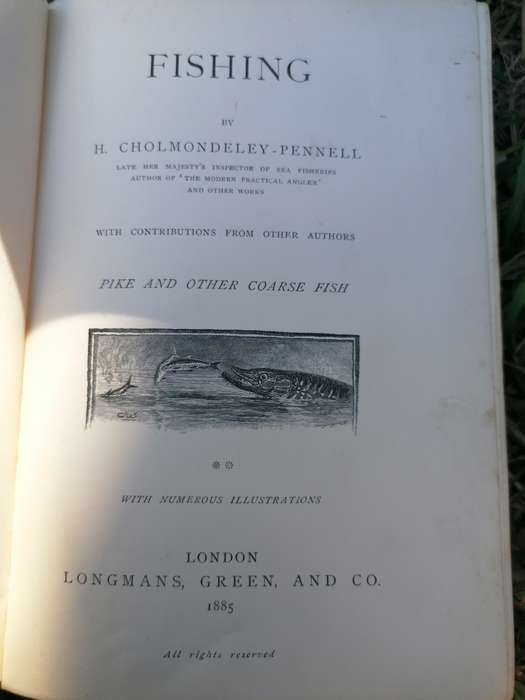 FISHING
BY
H. CHOLMONDELEY-PENNELL
LATE HER MAJESTY'S INSPECTOR OF SEA FISHERIES
AUTHOR OF 'THE MODERN PRACTICAL ANGLER'
AND OTHER WORKS
WITH CONTRIBUTIONS FROM OTHER AUTHORS
PIKE AND OTHER COARSE FISH
WITH NUMEROUS ILLUSTRATIONS
LONDON
LONGMANS, GREEN, AND CO.
1885
All rights reserved